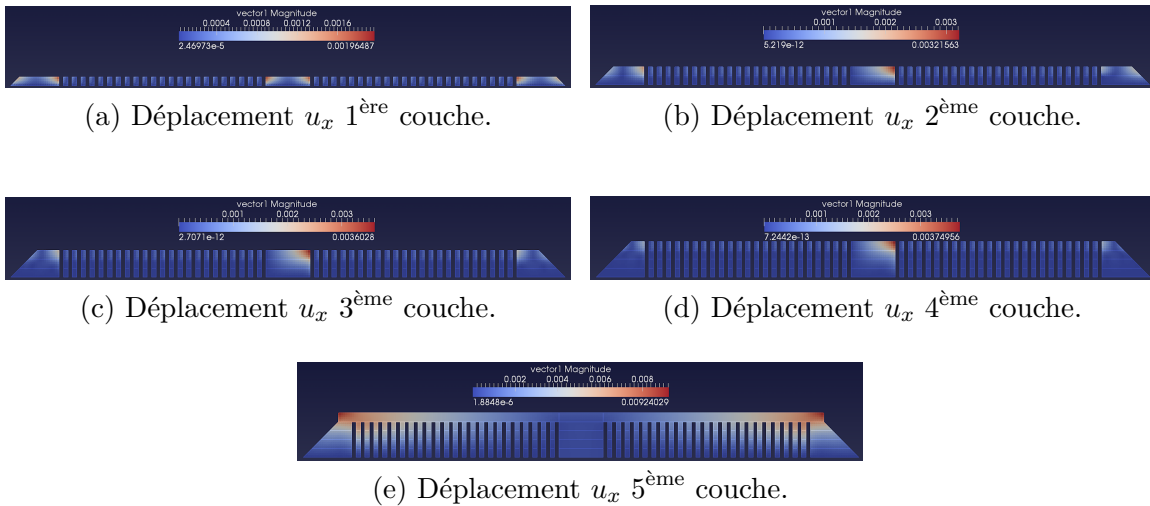 vector1 Magnitude
0.0004 0.0008 0.0012 0.0016
2.46973e-5 0.00196487
(a) Déplacement u_x 1ère couche.
vector1 Magnitude
0.001 0.002 0.003
5.219e-12 0.00321563
(b) Déplacement u_x 2ème couche.
vector1 Magnitude
0.001 0.002 0.003
2.7071e-12 0.0036028
(c) Déplacement u_x 3ème couche.
vector1 Magnitude
0.001 0.002 0.003
7.2442e-13 0.00374956
(d) Déplacement u_x 4ème couche.
vector1 Magnitude
0.002 0.004 0.006 0.008
1.8848e-6 0.00924029
(e) Déplacement u_x 5ème couche.